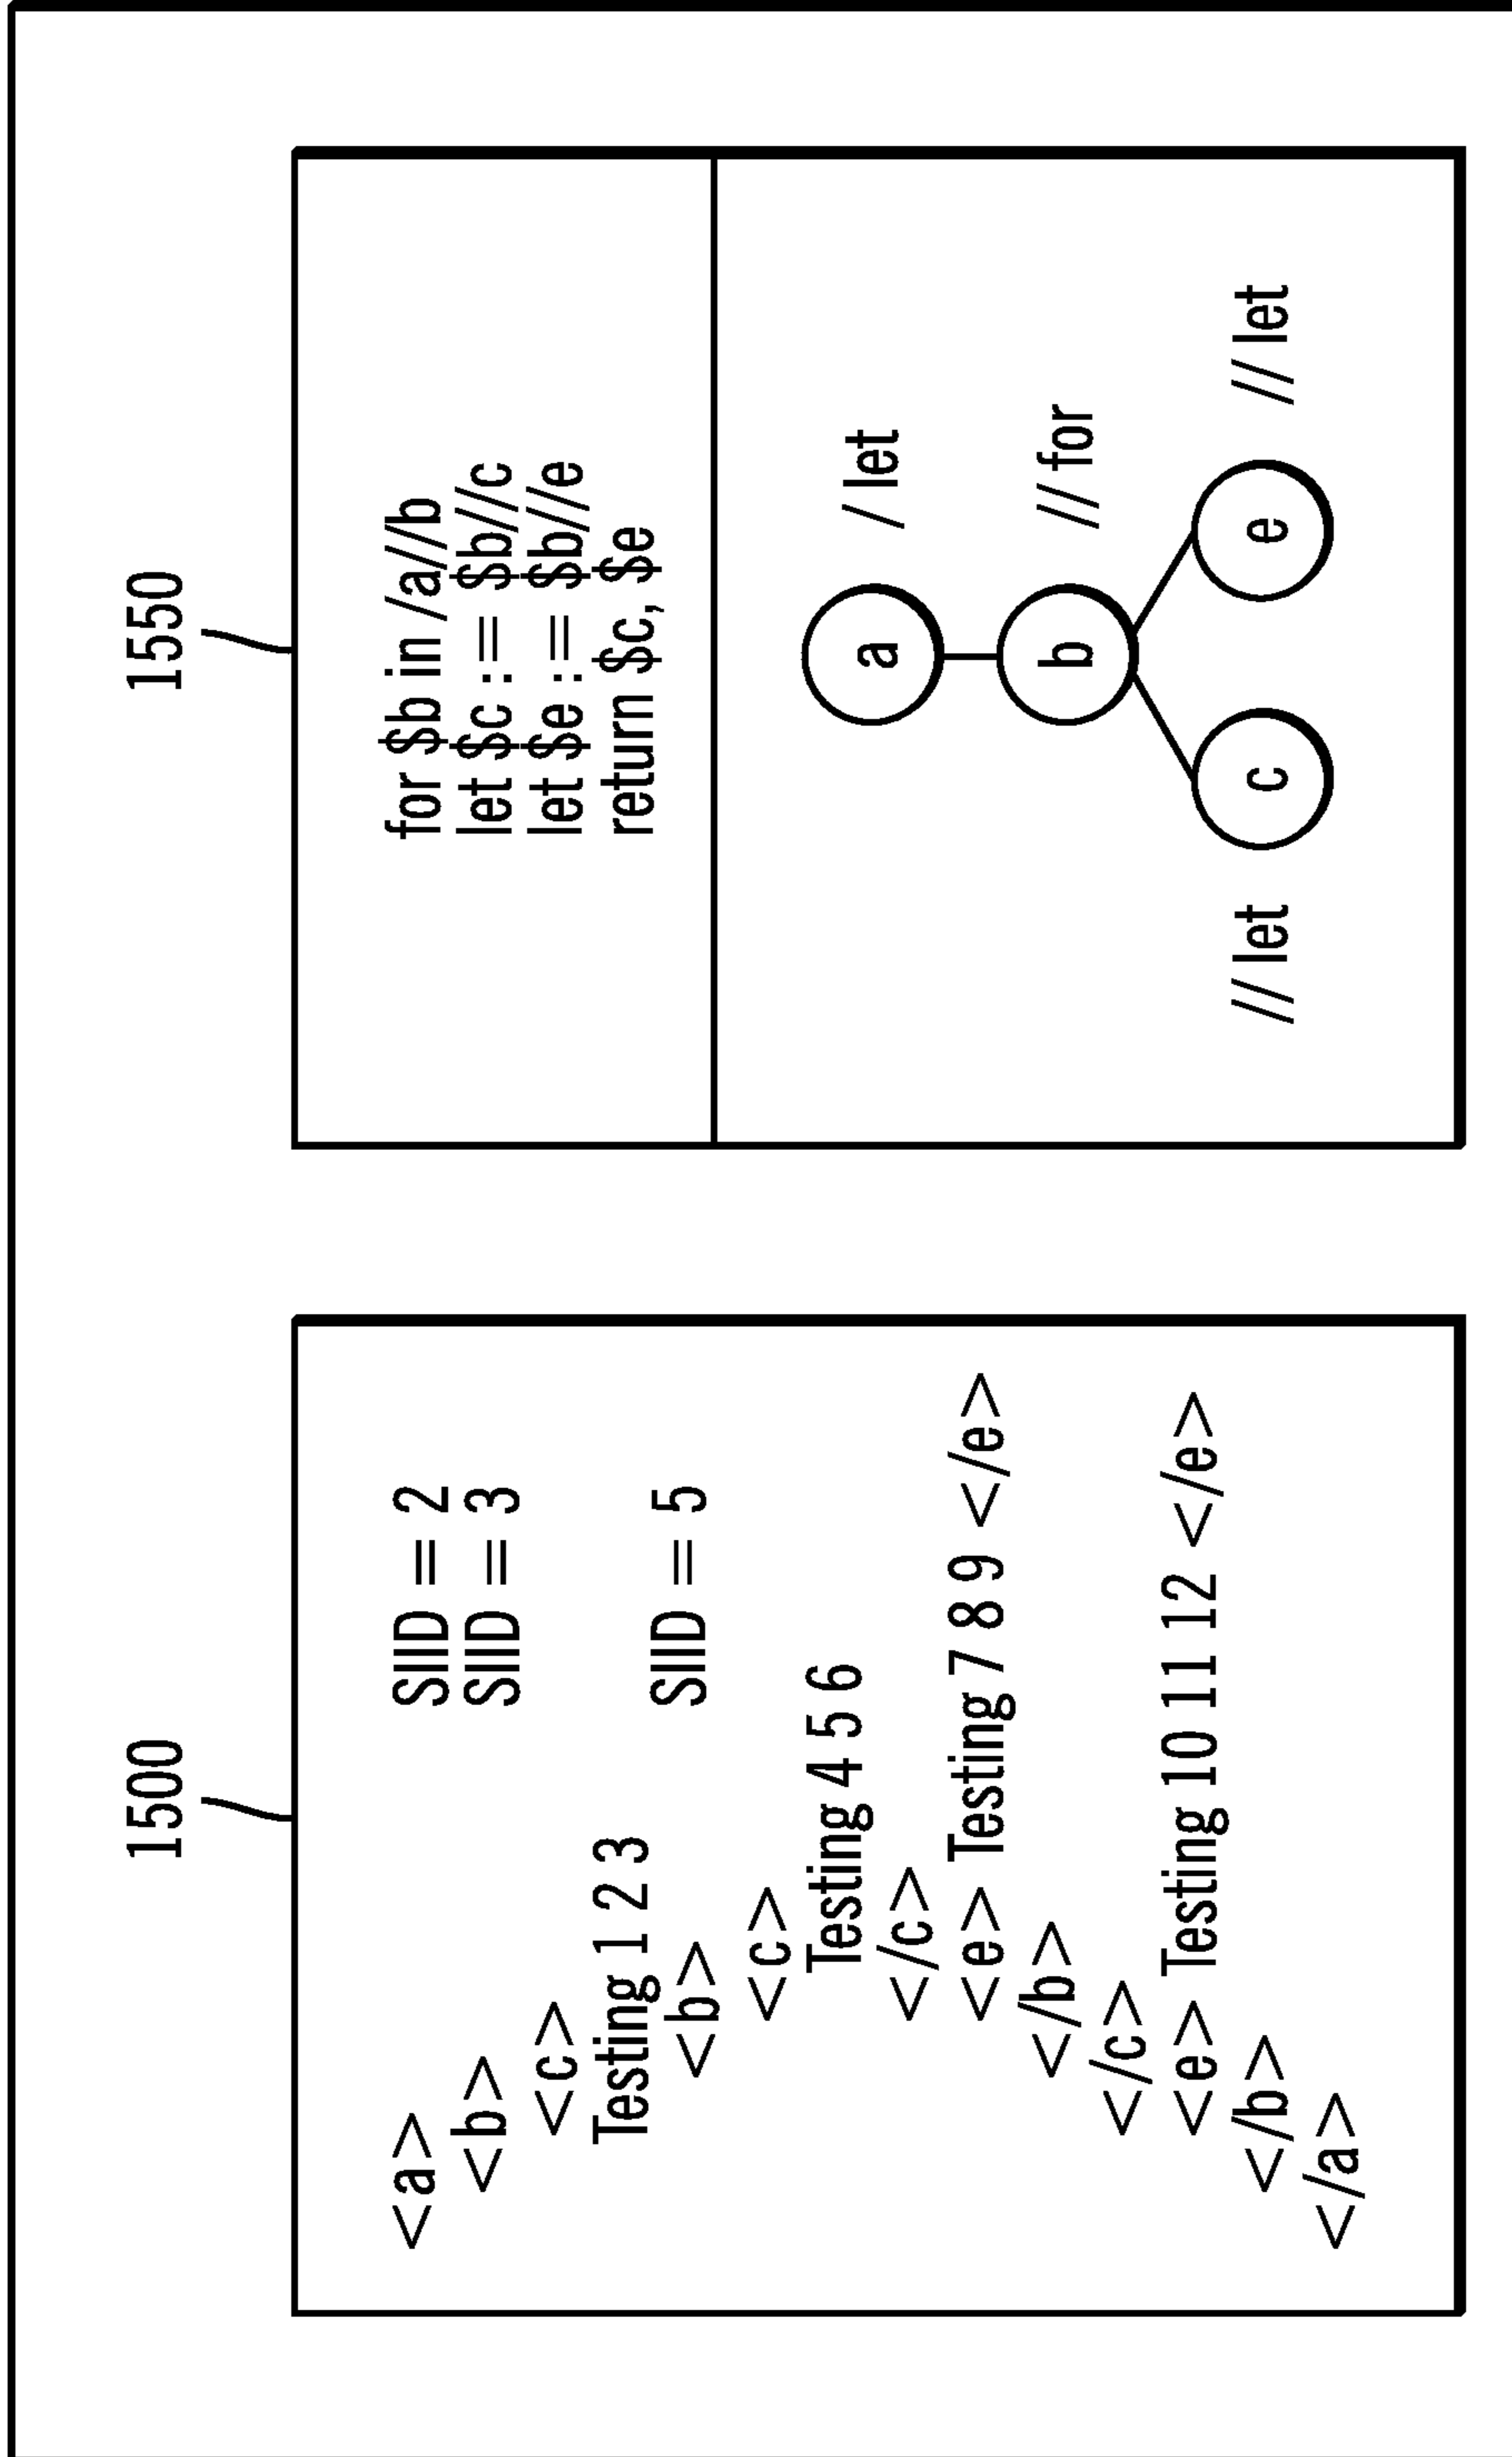 1500
<a> SIID = 2
<b> SIID = 3
<c>
Testing 1 2 3
<b> SIID = 5
<c>
Testing 4 5 6
</c>
<e> Testing 7 8 9 </e>
</b>
</c>
<e> Testing 10 11 12 </e>
</b>
</a>
1550
for $b in //a//b
let $c := $b//c
let $e := $b//e
return $c, $e
a / let
b // for
// let c e // let